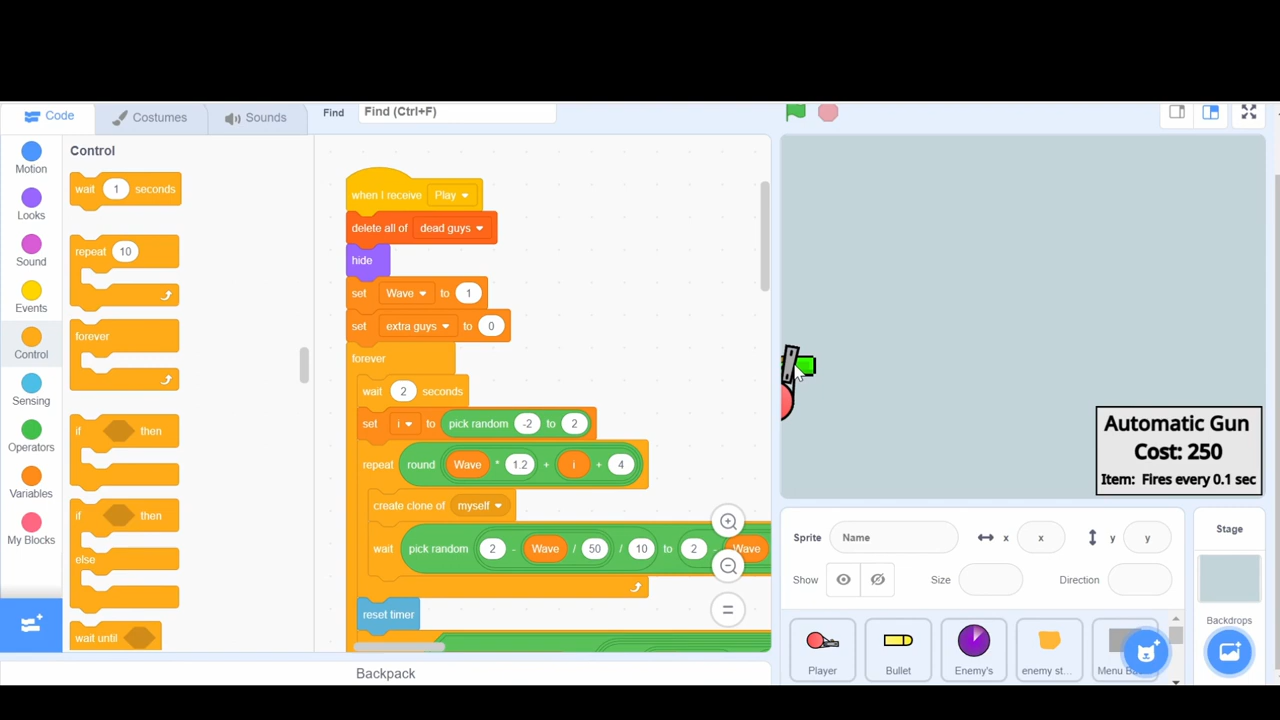 Code
Costumes
Sounds
Find
Find (Ctrl+F)
Motion
Looks
Sound
Events
Control
Sensing
Operators
Variables
My Blocks
Control
wait 1 seconds
repeat 10
forever
if then
if then
else
wait until
when I receive Play
delete all of dead guys
hide
set Wave to 1
set extra guys to 0
forever
wait 2 seconds
set i to pick random -2 to 2
repeat round Wave * 1.2 + i + 4
create clone of myself
wait pick random 2 - Wave / 50 / 10 to 2 - Wave
reset timer
Backpack
Automatic Gun
Cost: 250
Item: Fires every 0.1 sec
Sprite Name x x y y
Show Size Direction
Player
Bullet
Enemy's
enemy st...
Stage
Backdrops